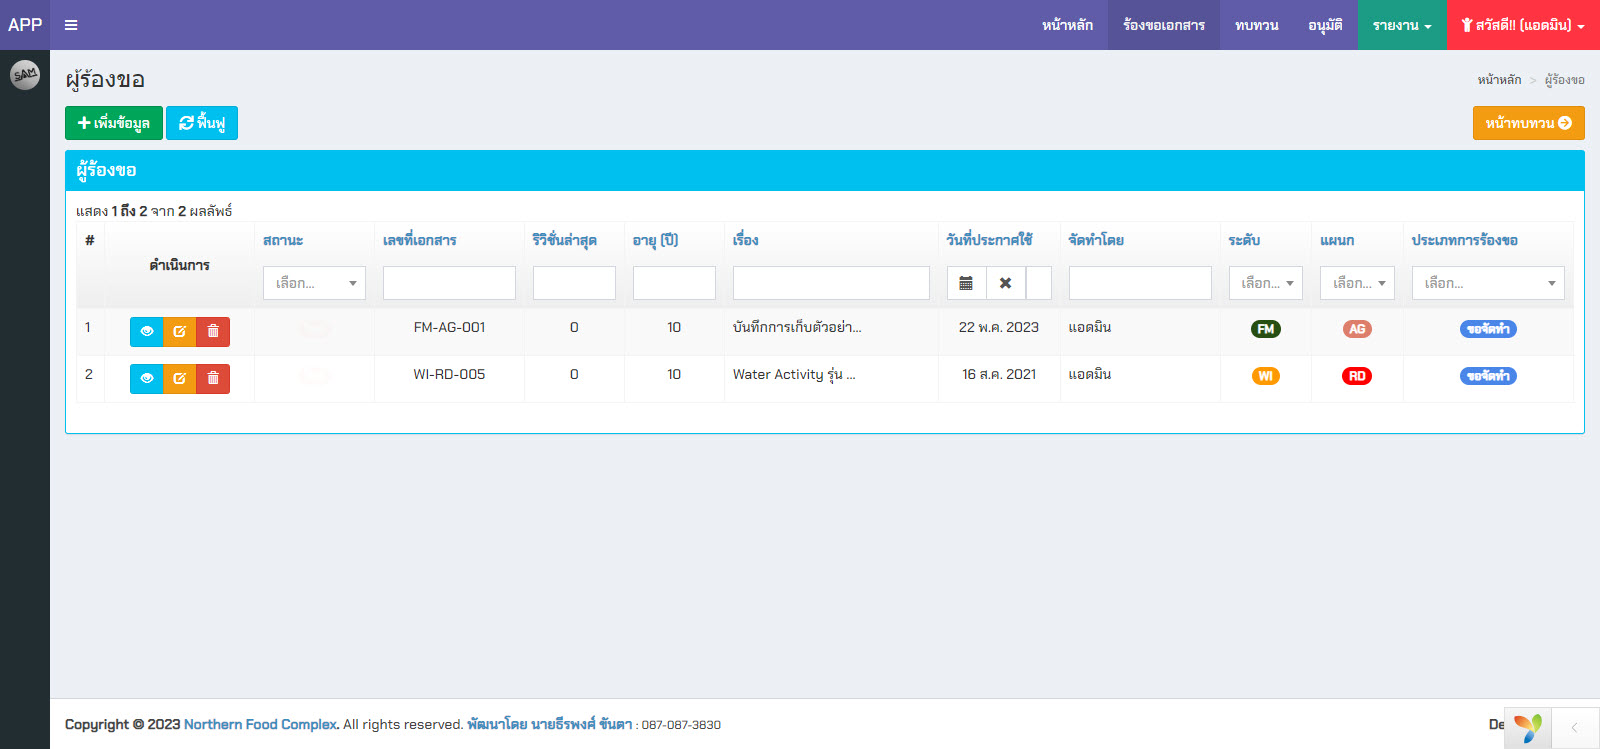 APP
หน้าหลัก ร้องขอเอกสาร ทบทวน อนุมัติ รายงาน สวัสดี!! (แอดมิน)
SAM
ผู้ร้องขอ
หน้าหลัก > ผู้ร้องขอ
เพิ่มข้อมูล ฟื้นฟู หน้าทบทวน
ผู้ร้องขอ
แสดง 1 ถึง 2 จาก 2 ผลลัพธ์
# ดำเนินการ สถานะ เลขที่เอกสาร รีวิชั่นล่าสุด อายุ (ปี) เรื่อง วันที่ประกาศใช้ จัดทำโดย ระดับ แผนก ประเภทการร้องขอ
เลือก... เลือก... เลือก... เลือก...
1 FM-AG-001 0 10 บันทึกการเก็บตัวอย่า... 22 พ.ค. 2023 แอดมิน FM AG ขอจัดทำ
2 WI-RD-005 0 10 Water Activity รุ่น ... 16 ส.ค. 2021 แอดมิน WI RD ขอจัดทำ
Copyright © 2023 Northern Food Complex. All rights reserved. พัฒนาโดย นายธีรพงศ์ ขันตา : 087-087-3830